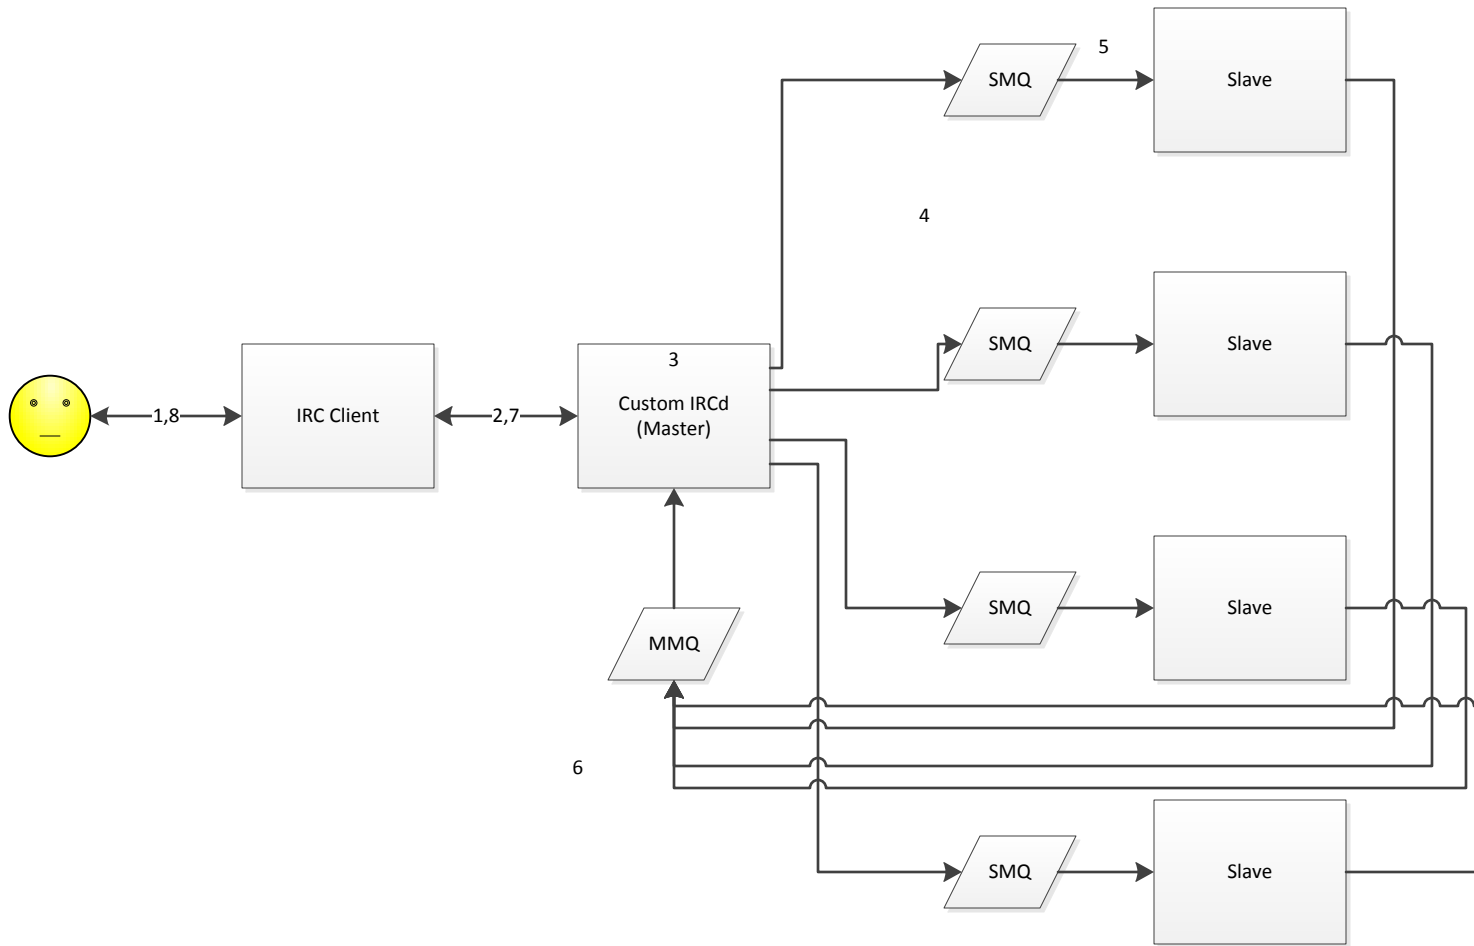 SMQ
5
Slave
4
SMQ
Slave
1,8
IRC Client
2,7
3
Custom IRCd
(Master)
SMQ
Slave
MMQ
6
SMQ
Slave